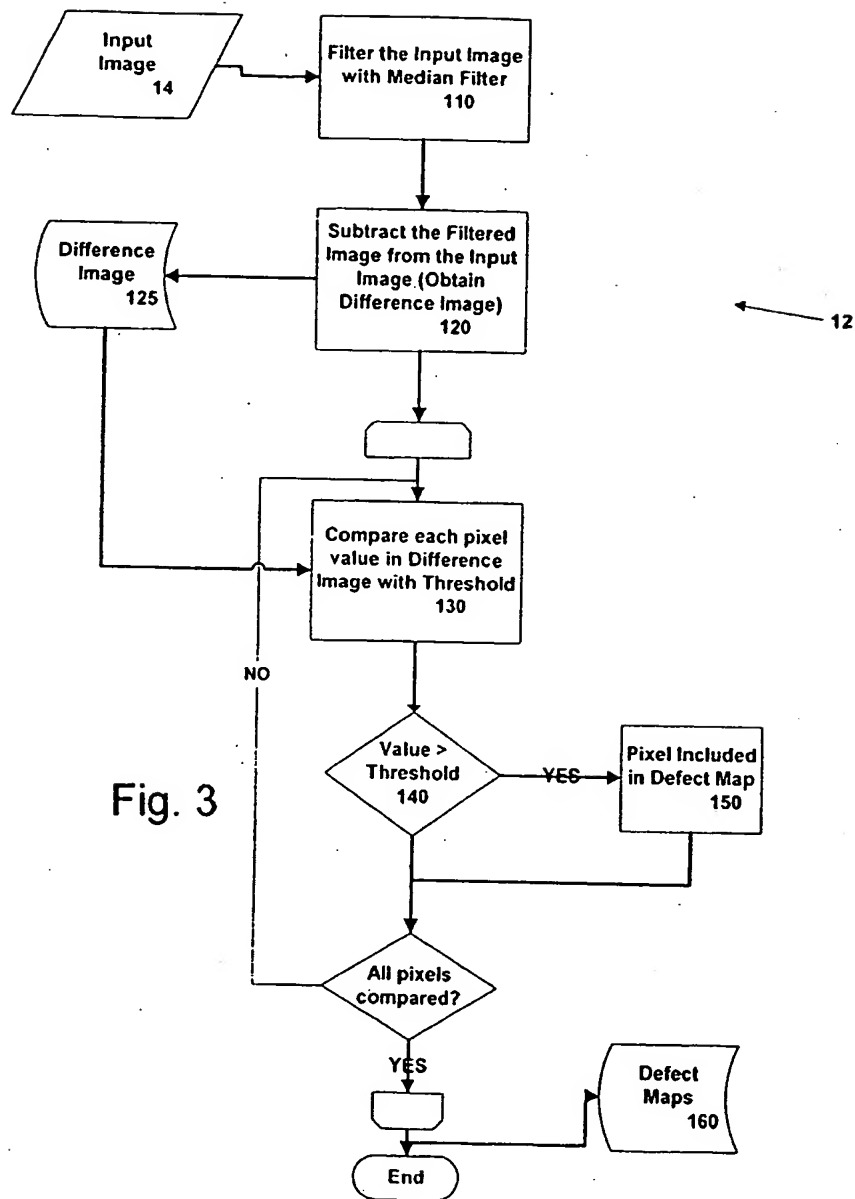 Input
Image
14
Filter the Input Image
with Median Filter
110
Difference
Image
125
Subtract the Filtered
Image from the Input
Image.(Obtain
Difference Image)
120
12
Compare each pixel
value in Difference
Image with Threshold
130
NO
Value >
Threshold
140
YES
Pixel Included
in Defect Map
150
Fig. 3
All pixels
compared?
YES
Defect
Maps
160
End